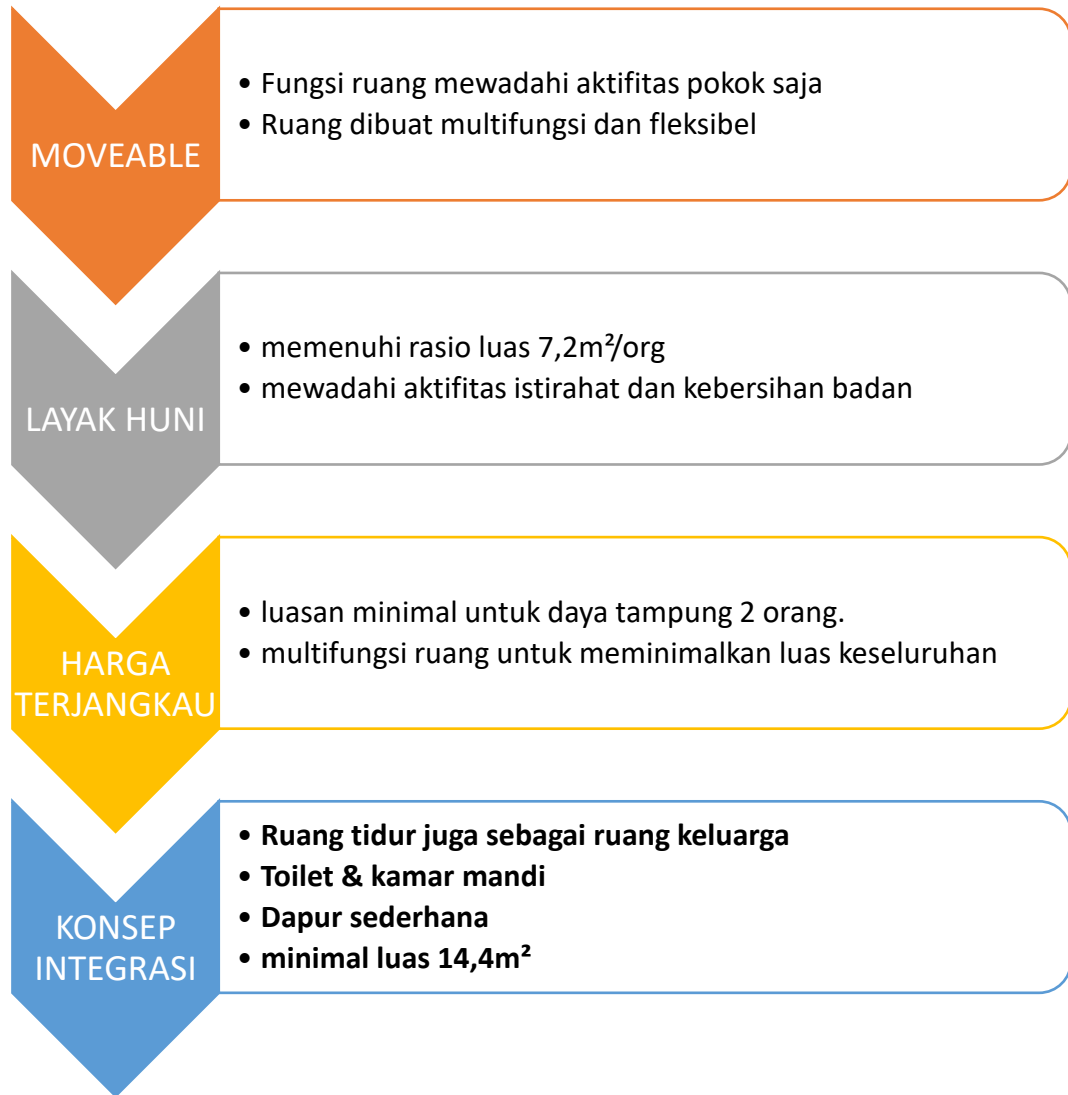 MOVEABLE
• Fungsi ruang mewadahi aktifitas pokok saja
• Ruang dibuat multifungsi dan fleksibel
LAYAK HUNI
• memenuhi rasio luas 7,2m²/org
• mewadahi aktifitas istirahat dan kebersihan badan
HARGA
TERJANGKAU
• luasan minimal untuk daya tampung 2 orang.
• multifungsi ruang untuk meminimalkan luas keseluruhan
KONSEP
INTEGRASI
• Ruang tidur juga sebagai ruang keluarga
• Toilet & kamar mandi
• Dapur sederhana
• minimal luas 14,4m²